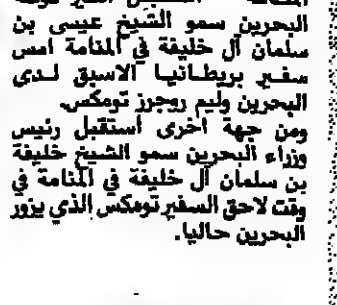 البحرين سمو الشيخ عيسى بن
سلمان آل خليفة في المنامة امس
سفير بريطانيا الاسبق لدى
البحرين وليم روجرز تومكس.
ومن جهة اخرى استقبل رئيس
وزراء البحرين سمو الشيخ خليفة
بن سلمان آل خليفة في المنامة في
وقت لاحق السفير تومكس الذي يزور
البحرين حاليا.